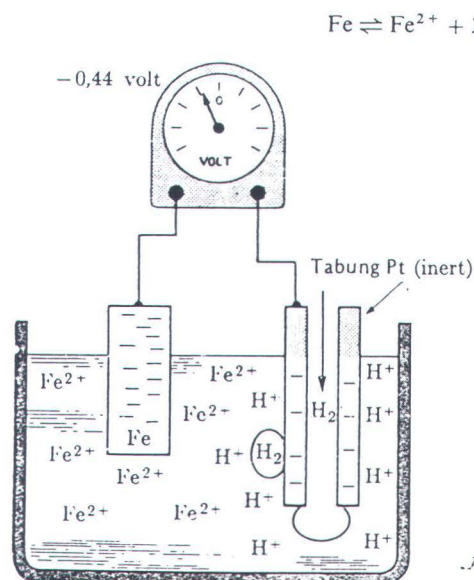 Fe ⇌ Fe²⁺ + 2
−0,44 volt
0
VOLT
Tabung Pt (inert)
Fe²⁺
Fe²⁺
H⁺
H⁺
H₂
Fe²⁺
H⁺
Fe
Fe²⁺
H⁺
H₂
H⁺
Fe²⁺
H⁺
Fe²⁺
Fe²⁺
H⁺
H⁺